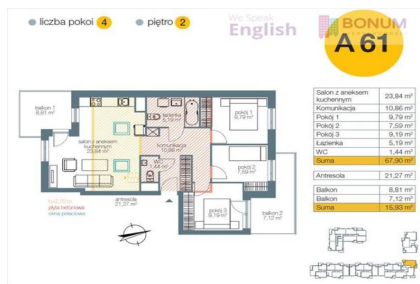 liczba pokoi 4
piętro 2
We Speak
English
BONUM
A 61
Salon z aneksem kuchennym 23,84 m²
Komunikacja 10,86 m²
Pokój 1 9,79 m²
Pokój 2 7,59 m²
Pokój 3 9,19 m²
Łazienka 5,19 m²
WC 1,44 m²
Suma 67,90 m²
Antresola 21,27 m²
Balkon 8,81 m²
Balkon 7,12 m²
Suma 15,93 m²
balkon 1
8,81 m²
salon z aneksem
kuchennym
23,84 m²
łazienka
5,19 m²
komunikacja
10,86 m²
WC
1,44 m²
pokój 1
9,79 m²
pokój 2
7,59 m²
pokój 3
9,19 m²
balkon 2
7,12 m²
antresola
21,27 m²
płyta betonowa
okna połaciowe